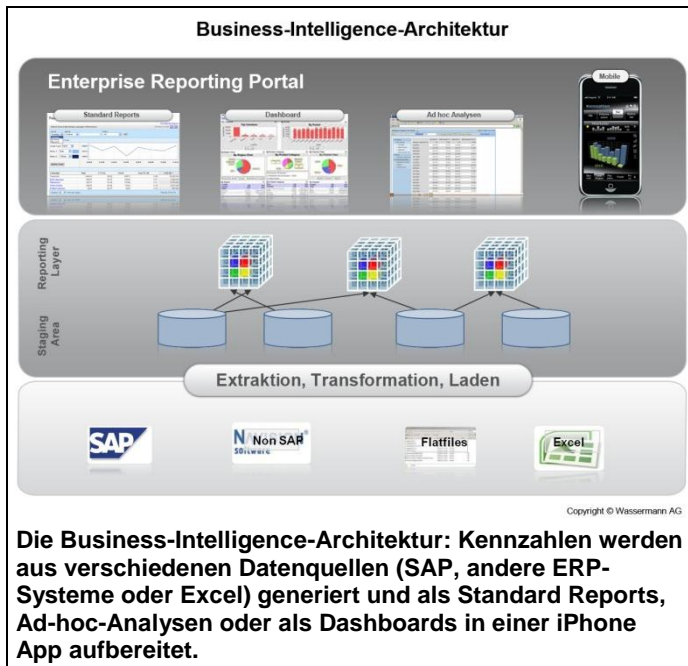 Business-Intelligence-Architektur
Enterprise Reporting Portal
Standard Reports
Dashboard
Ad hoc Analysen
Mobile
Reporting
Layer
Staging
Area
Extraktion, Transformation, Laden
SAP
Non SAP
software
Flatfiles
Excel
Copyright © Wassermann AG
Die Business-Intelligence-Architektur: Kennzahlen werden
aus verschiedenen Datenquellen (SAP, andere ERP-
Systeme oder Excel) generiert und als Standard Reports,
Ad-hoc-Analysen oder als Dashboards in einer iPhone
App aufbereitet.